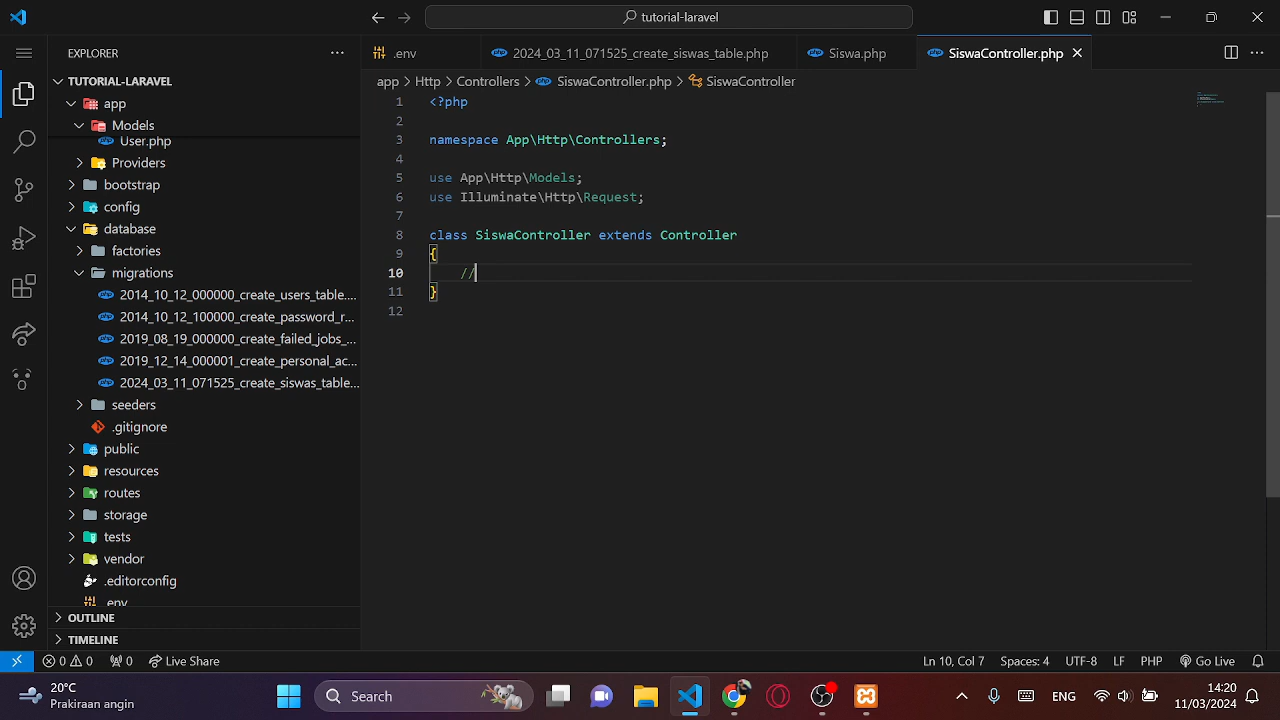 tutorial-laravel
EXPLORER
TUTORIAL-LARAVEL
app
Models
User.php
Providers
bootstrap
config
database
factories
migrations
2014_10_12_000000_create_users_table....
2014_10_12_100000_create_password_r...
2019_08_19_000000_create_failed_jobs_...
2019_12_14_000001_create_personal_ac...
2024_03_11_071525_create_siswas_table...
seeders
.gitignore
public
resources
routes
storage
tests
vendor
.editorconfig
.env
OUTLINE
TIMELINE
.env
php 2024_03_11_071525_create_siswas_table.php
php Siswa.php
php SiswaController.php
app > Http > Controllers > php SiswaController.php > SiswaController
1 <?php
2
3 namespace App\Http\Controllers;
4
5 use App\Http\Models;
6 use Illuminate\Http\Request;
7
8 class SiswaController extends Controller
9 {
10 //
11 }
12
0 0 0 Live Share
Ln 10, Col 7 Spaces: 4 UTF-8 LF PHP Go Live
20°C
Prakiraan angin
Search
ENG
14:20
11/03/2024